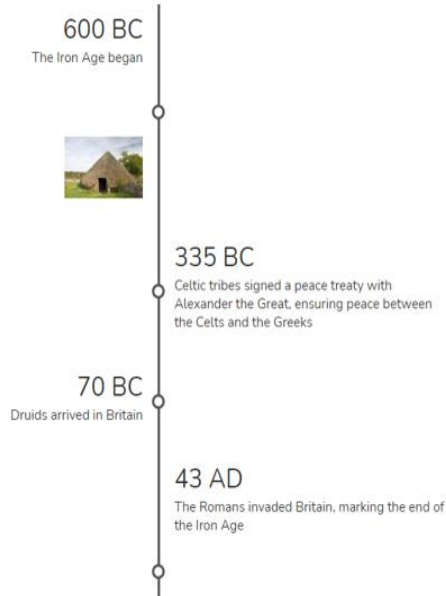 600 BC
The Iron Age began
335 BC
Celtic tribes signed a peace treaty with
Alexander the Great, ensuring peace between
the Celts and the Greeks
70 BC
Druids arrived in Britain
43 AD
The Romans invaded Britain, marking the end of
the Iron Age